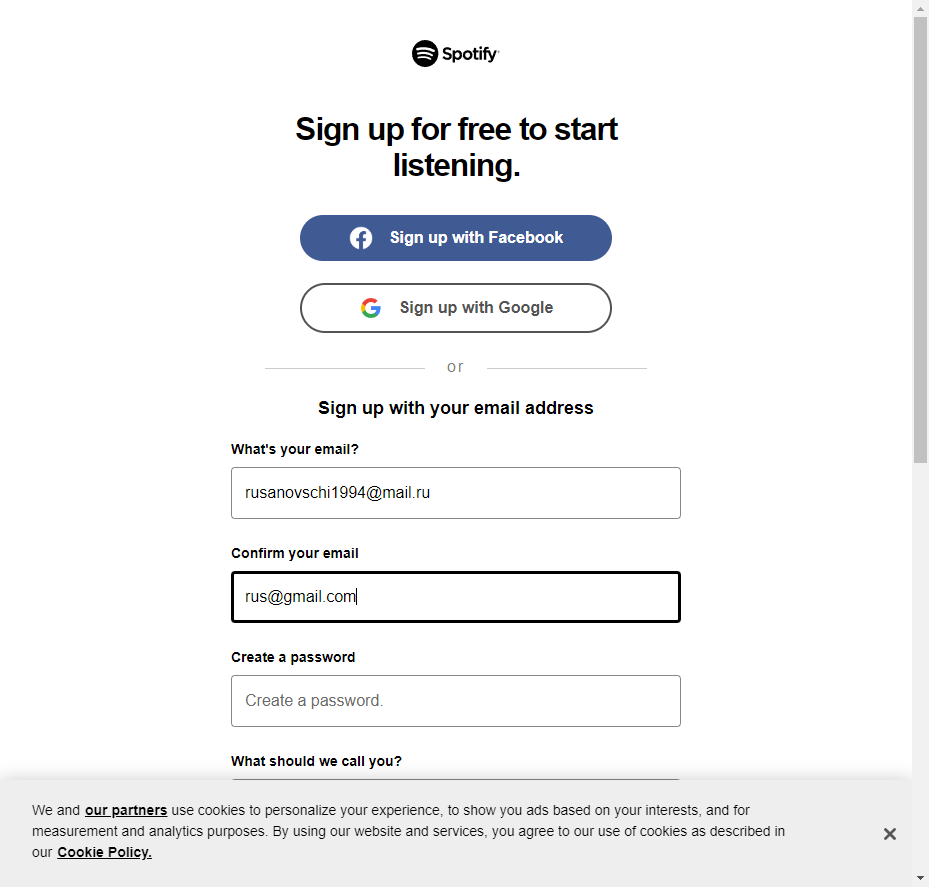 Spotify
Sign up for free to start
listening.
Sign up with Facebook
Sign up with Google
or
Sign up with your email address
What's your email?
rusanovschi1994@mail.ru
Confirm your email
rus@gmail.com
Create a password
Create a password.
What should we call you?
We and our partners use cookies to personalize your experience, to show you ads based on your interests, and for
measurement and analytics purposes. By using our website and services, you agree to our use of cookies as described in
our Cookie Policy.